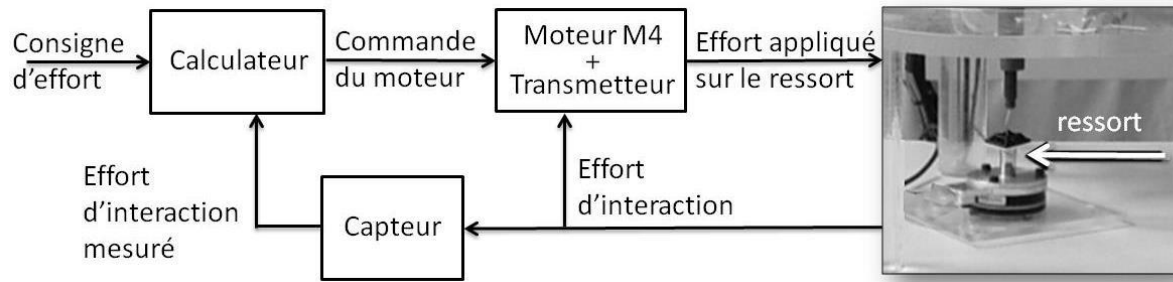 Consigne
d’effort
Calculateur
Commande
du moteur
Moteur M4
+
Transmetteur
Effort appliqué
sur le ressort
ressort
Effort
d’interaction
mesuré
Capteur
Effort
d’interaction